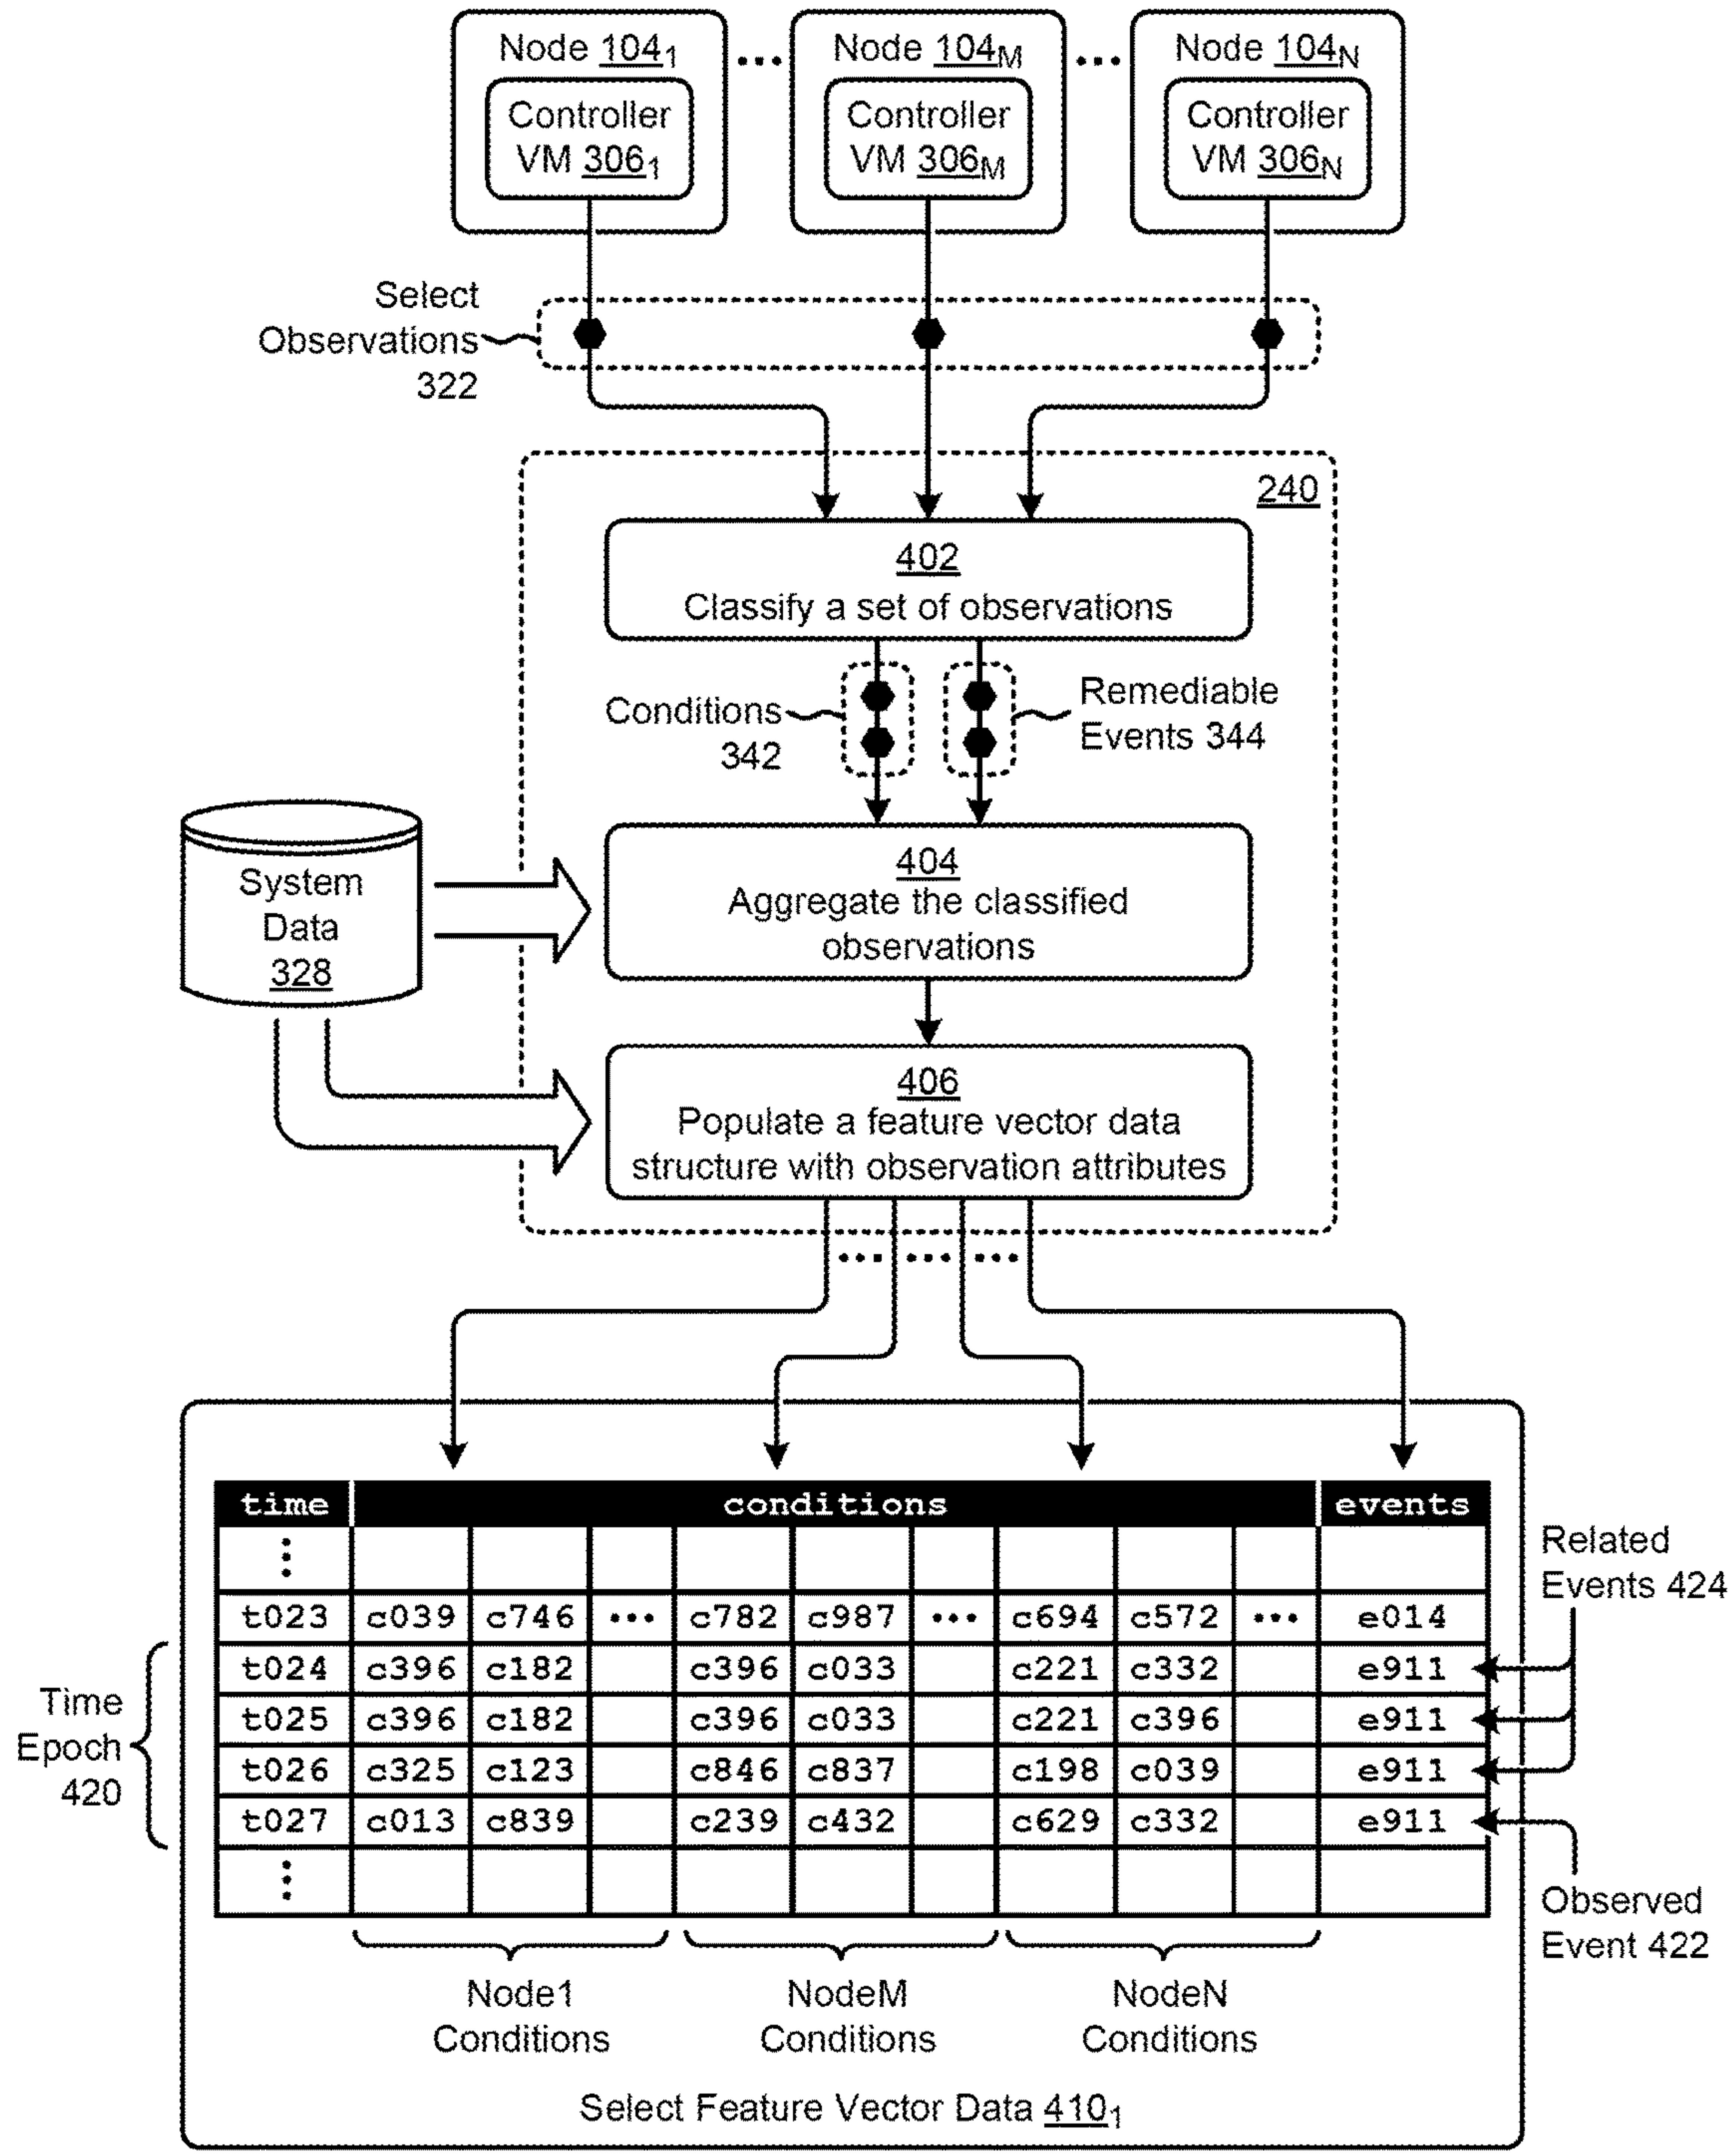 Node 104₁ ••• Node 104M ••• Node 104N
Controller
VM 306₁
Controller
VM 306M
Controller
VM 306N
Select
Observations
322
240
402
Classify a set of observations
Conditions
342
Remediable
Events 344
System
Data
328
404
Aggregate the classified
observations
406
Populate a feature vector data
structure with observation attributes
••• ••• •••
time conditions events
⋮
t023 c039 c746 ••• c782 c987 ••• c694 c572 ••• e014
t024 c396 c182 c396 c033 c221 c332 e911
t025 c396 c182 c396 c033 c221 c396 e911
t026 c325 c123 c846 c837 c198 c039 e911
t027 c013 c839 c239 c432 c629 c332 e911
⋮
Time
Epoch
420
Related
Events 424
Observed
Event 422
Node1
Conditions
NodeM
Conditions
NodeN
Conditions
Select Feature Vector Data 410₁